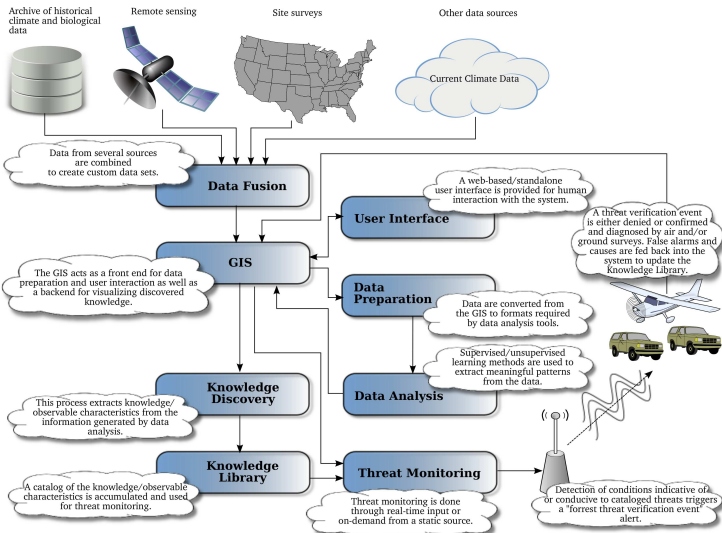 Archive of historical
climate and biological
data
Remote sensing
Site surveys
Other data sources
Current Climate Data
Data from several sources
are combined
to create custom data sets.
Data Fusion
A web-based/standalone
user interface is provided for human
interaction with the system.
User Interface
A threat verification event
is either denied or confirmed
and diagnosed by air and/or
ground surveys. False alarms and
causes are fed back into the
system to update the
Knowledge Library.
GIS
The GIS acts as a front end for data
preparation and user interaction as well as
a backend for visualizing discovered
knowledge.
Data
Preparation
Data are converted from
the GIS to formats required
by data analysis tools.
Supervised/unsupervised
learning methods are used to
extract meaningful patterns
from the data.
Data Analysis
Knowledge
Discovery
This process extracts knowledge/
observable characteristics from the
information generated by data
analysis.
Knowledge
Library
A catalog of the knowledge/observable
characteristics is accumulated and used
for threat monitoring.
Threat Monitoring
Threat monitoring is done
through real-time input or
on-demand from a static source.
Detection of conditions indicative of
or conducive to cataloged threats triggers
a "forrest threat verification event"
alert.